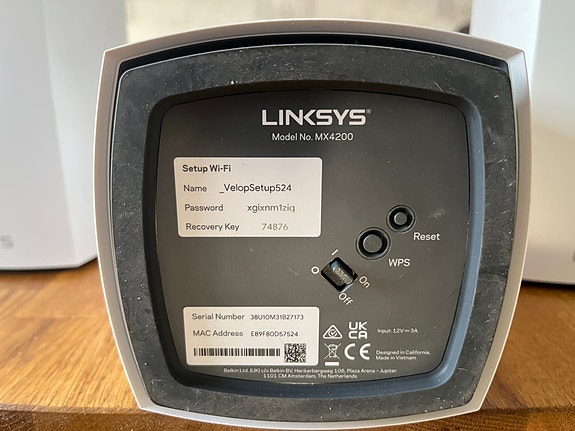 LINKSYS®
Model No. MX4200
Setup Wi-Fi
Name _VelopSetup524
Password xgixnm1ziq
Recovery Key 74876
Reset
WPS
I
O
On
Off
Serial Number 38U10M31B27173
MAC Address E89F80D57524
UK
CA
CE
Input: 12V ⎓ 3A
Designed in California.
Made in Vietnam
Belkin Ltd. (UK) c/o Belkin BV, Herikerbergweg 106, Plaza Arena - Jupiter
1101 CM Amsterdam, The Netherlands